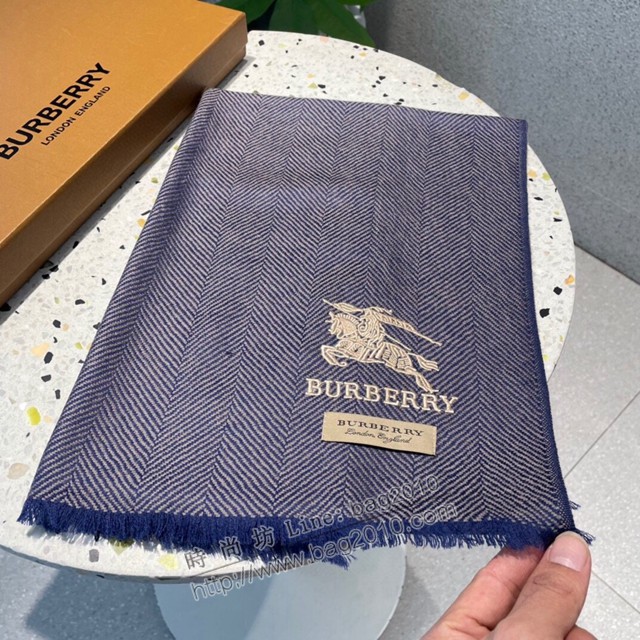 BURBERRY
LONDON ENGLAND
BURBERRY
BURBERRY
London, England
時尚坊 Line: bag2010
http://www.bag2010.com